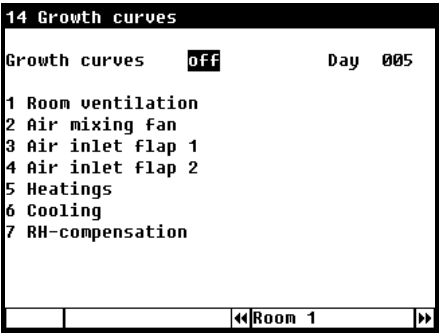 14 Growth curves
Growth curves off Day 005
1 Room ventilation
2 Air mixing fan
3 Air inlet flap 1
4 Air inlet flap 2
5 Heatings
6 Cooling
7 RH-compensation
Room 1